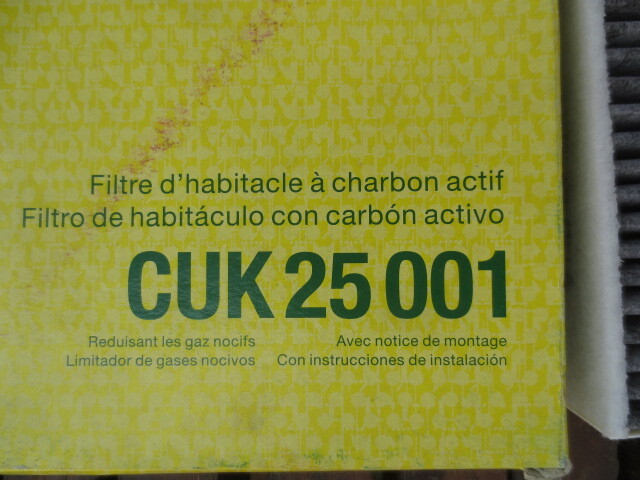 Filtre d'habitacle à charbon actif
Filtro de habitáculo con carbón activo
CUK 25 001
Reduisant les gaz nocifs
Limitador de gases nocivos
Avec notice de montage
Con instrucciones de instalación